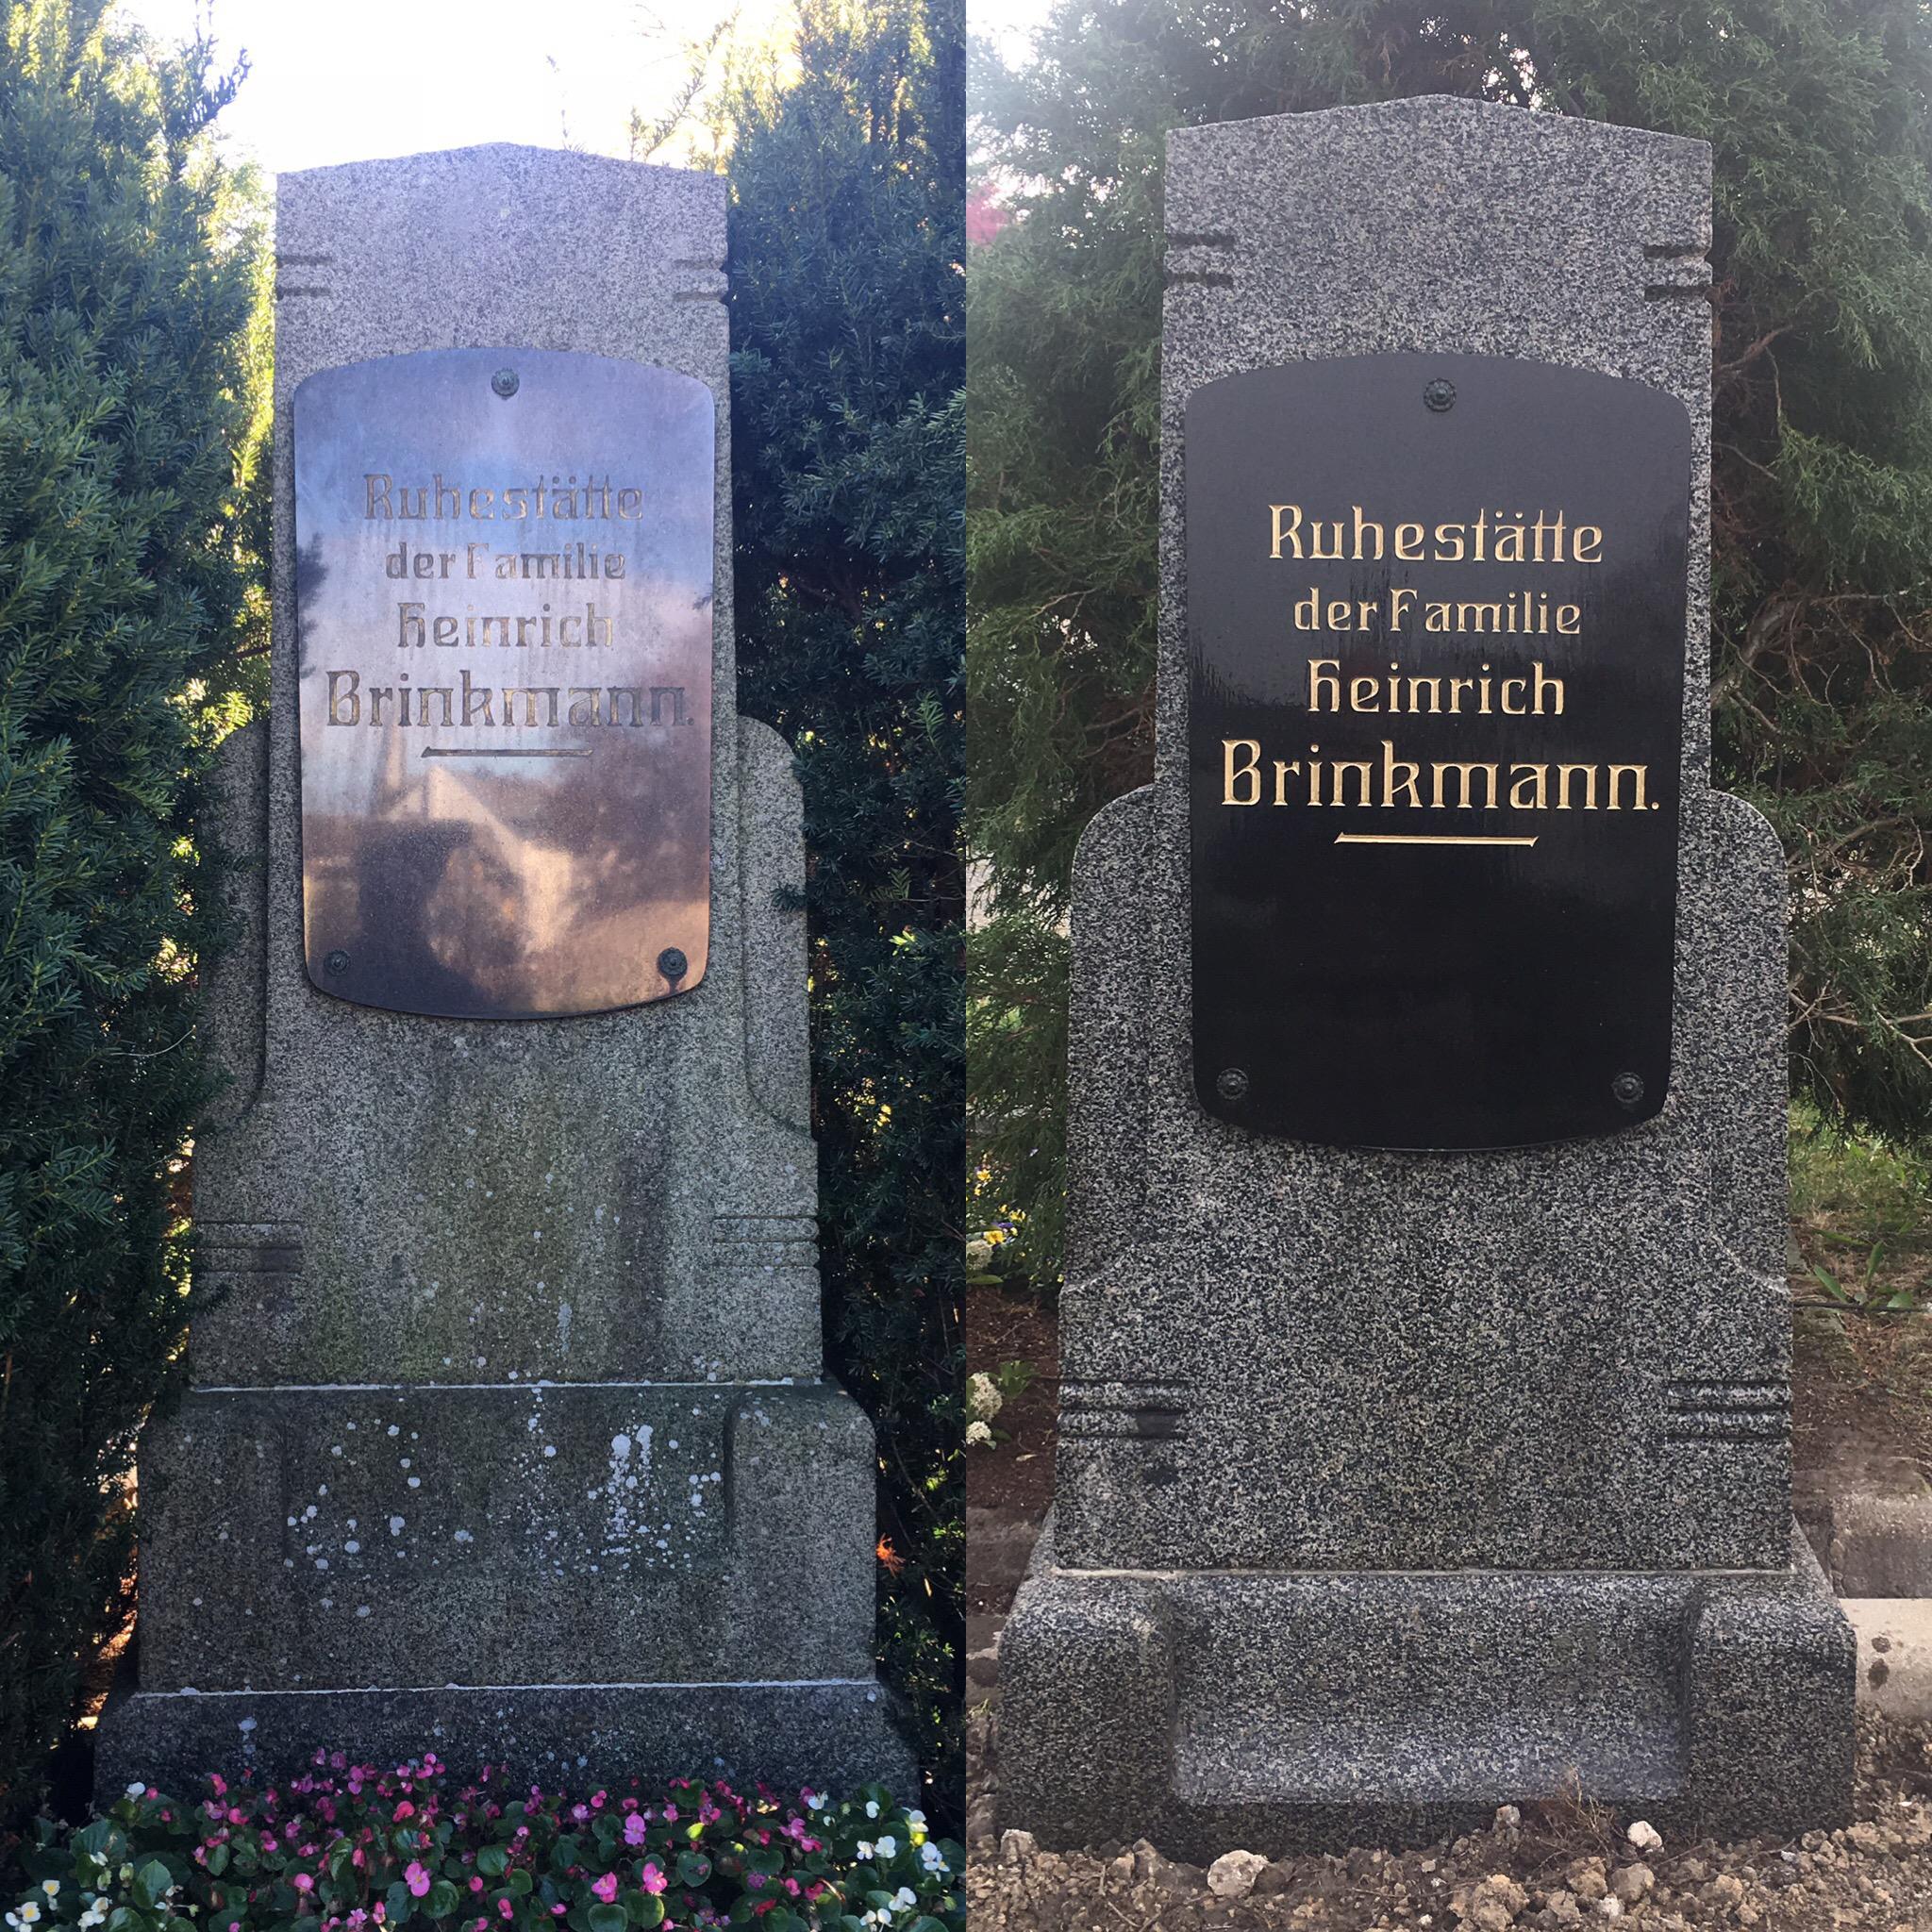 Ruhestätte
der Familie
Heinrich
Brinkmann.
Ruhestätte
der Familie
Heinrich
Brinkmann.